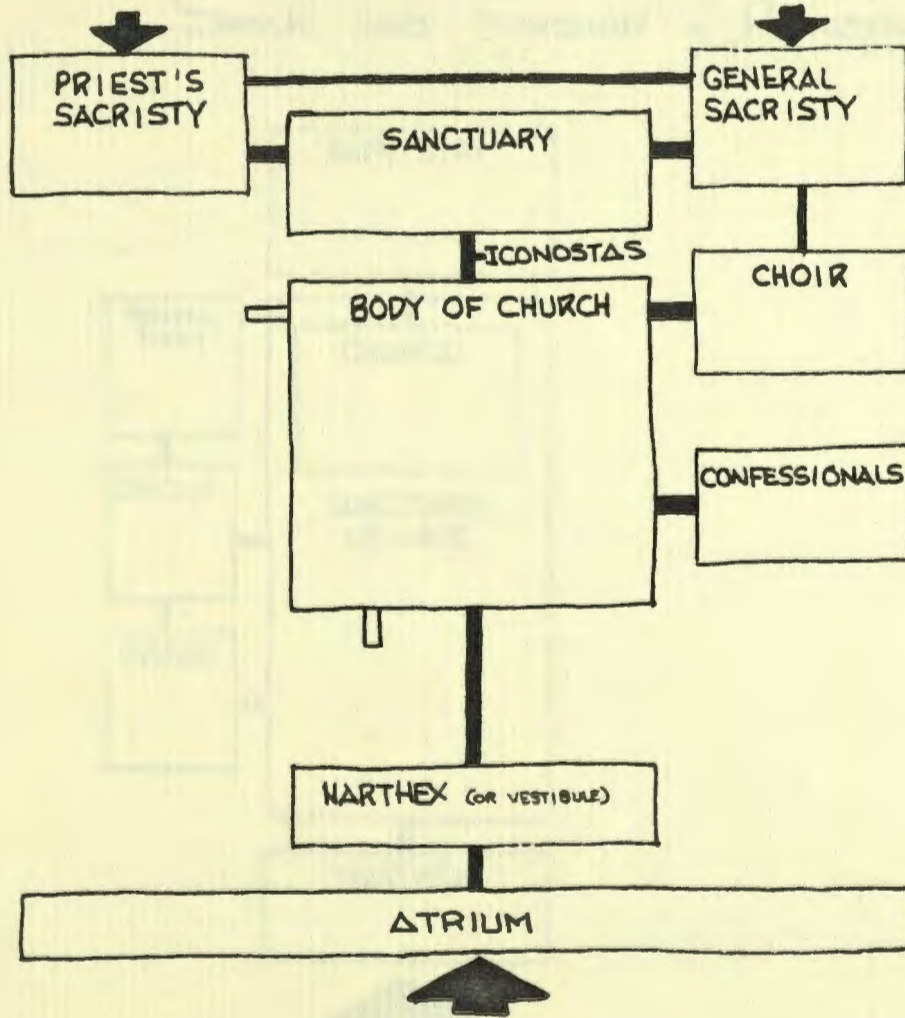 PRIEST'S
SACRISTY
GENERAL
SACRISTY
SANCTUARY
ICONOSTAS
BODY OF CHURCH
CHOIR
CONFESSIONALS
NARTHEX (OR VESTIBULE)
ATRIUM